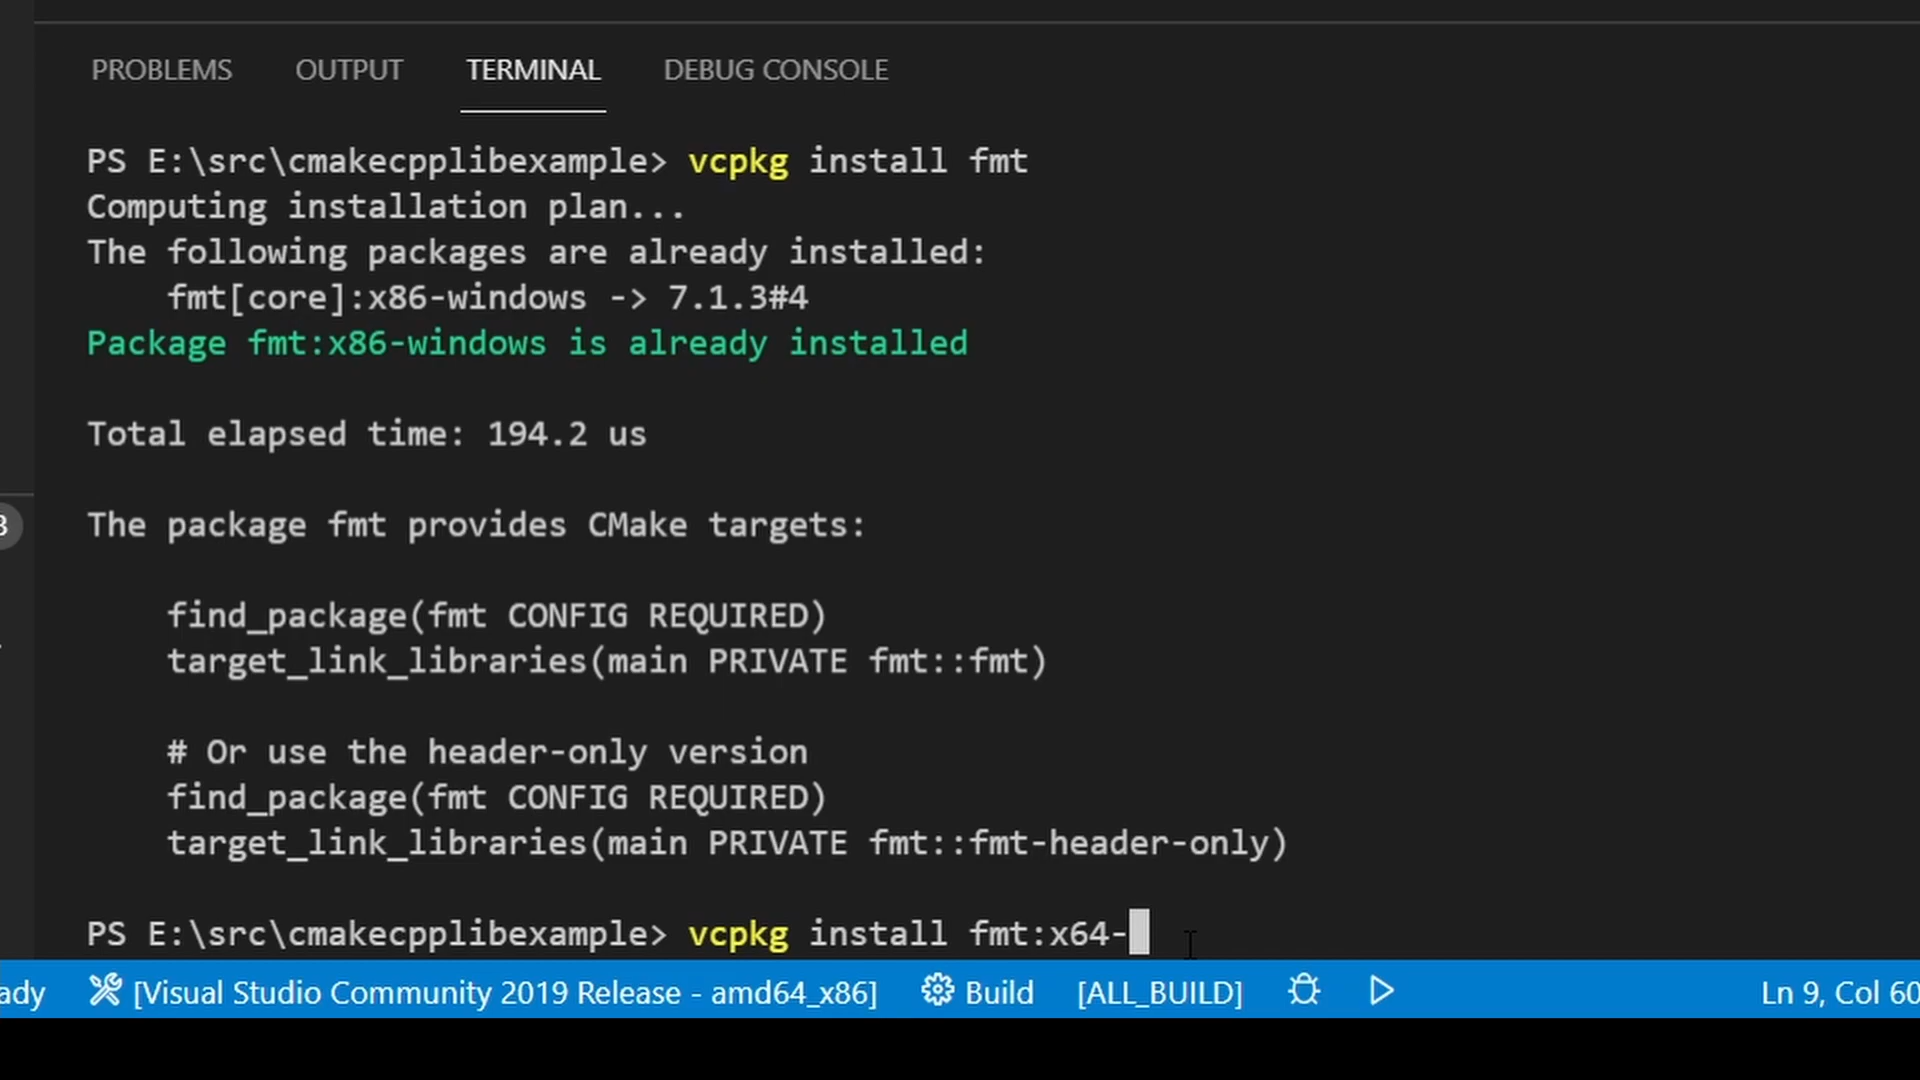 PROBLEMS OUTPUT TERMINAL DEBUG CONSOLE
PS E:\src\cmakecpplibexample> vcpkg install fmt
Computing installation plan...
The following packages are already installed:
fmt[core]:x86-windows -> 7.1.3#4
Package fmt:x86-windows is already installed
Total elapsed time: 194.2 us
The package fmt provides CMake targets:
find_package(fmt CONFIG REQUIRED)
target_link_libraries(main PRIVATE fmt::fmt)
# Or use the header-only version
find_package(fmt CONFIG REQUIRED)
target_link_libraries(main PRIVATE fmt::fmt-header-only)
PS E:\src\cmakecpplibexample> vcpkg install fmt:x64-
ady [Visual Studio Community 2019 Release - amd64_x86] Build [ALL_BUILD] Ln 9, Col 60